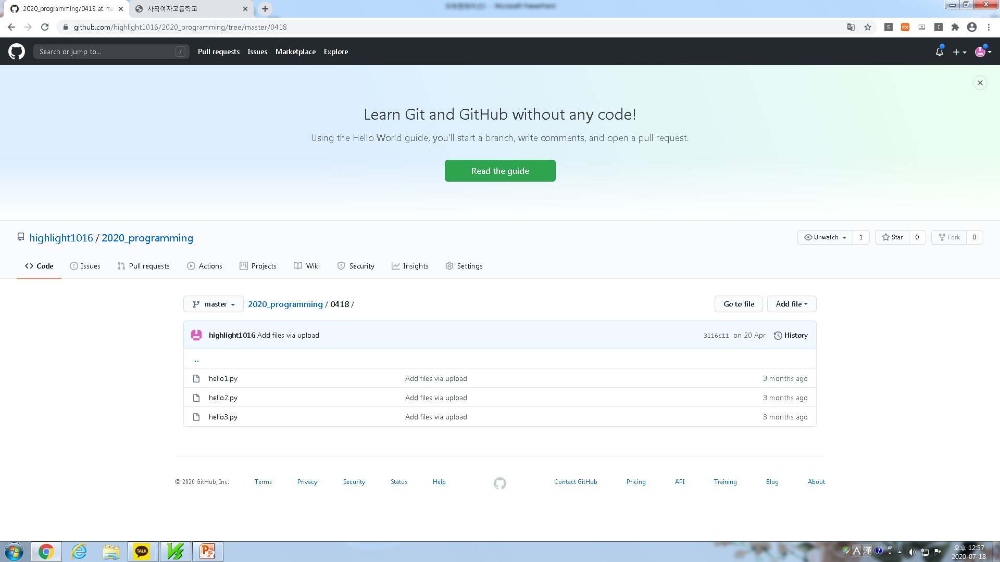 2020_programming/0418 at ma
사직여자고등학교
Microsoft PowerPoint
github.com/highlight1016/2020_programming/tree/master/0418
Search or jump to... /
Pull requests Issues Marketplace Explore
Learn Git and GitHub without any code!
Using the Hello World guide, you’ll start a branch, write comments, and open a pull request.
Read the guide
highlight1016 / 2020_programming
Unwatch 1 Star 0 Fork 0
Code Issues Pull requests Actions Projects Wiki Security Insights Settings
master 2020_programming / 0418 / Go to file Add file
highlight1016 Add files via upload 3116c11 on 20 Apr History
..
hello1.py Add files via upload 3 months ago
hello2.py Add files via upload 3 months ago
hello3.py Add files via upload 3 months ago
© 2020 GitHub, Inc. Terms Privacy Security Status Help Contact GitHub Pricing API Training Blog About
TALK
A 漢 ?
오후 12:57
2020-07-18